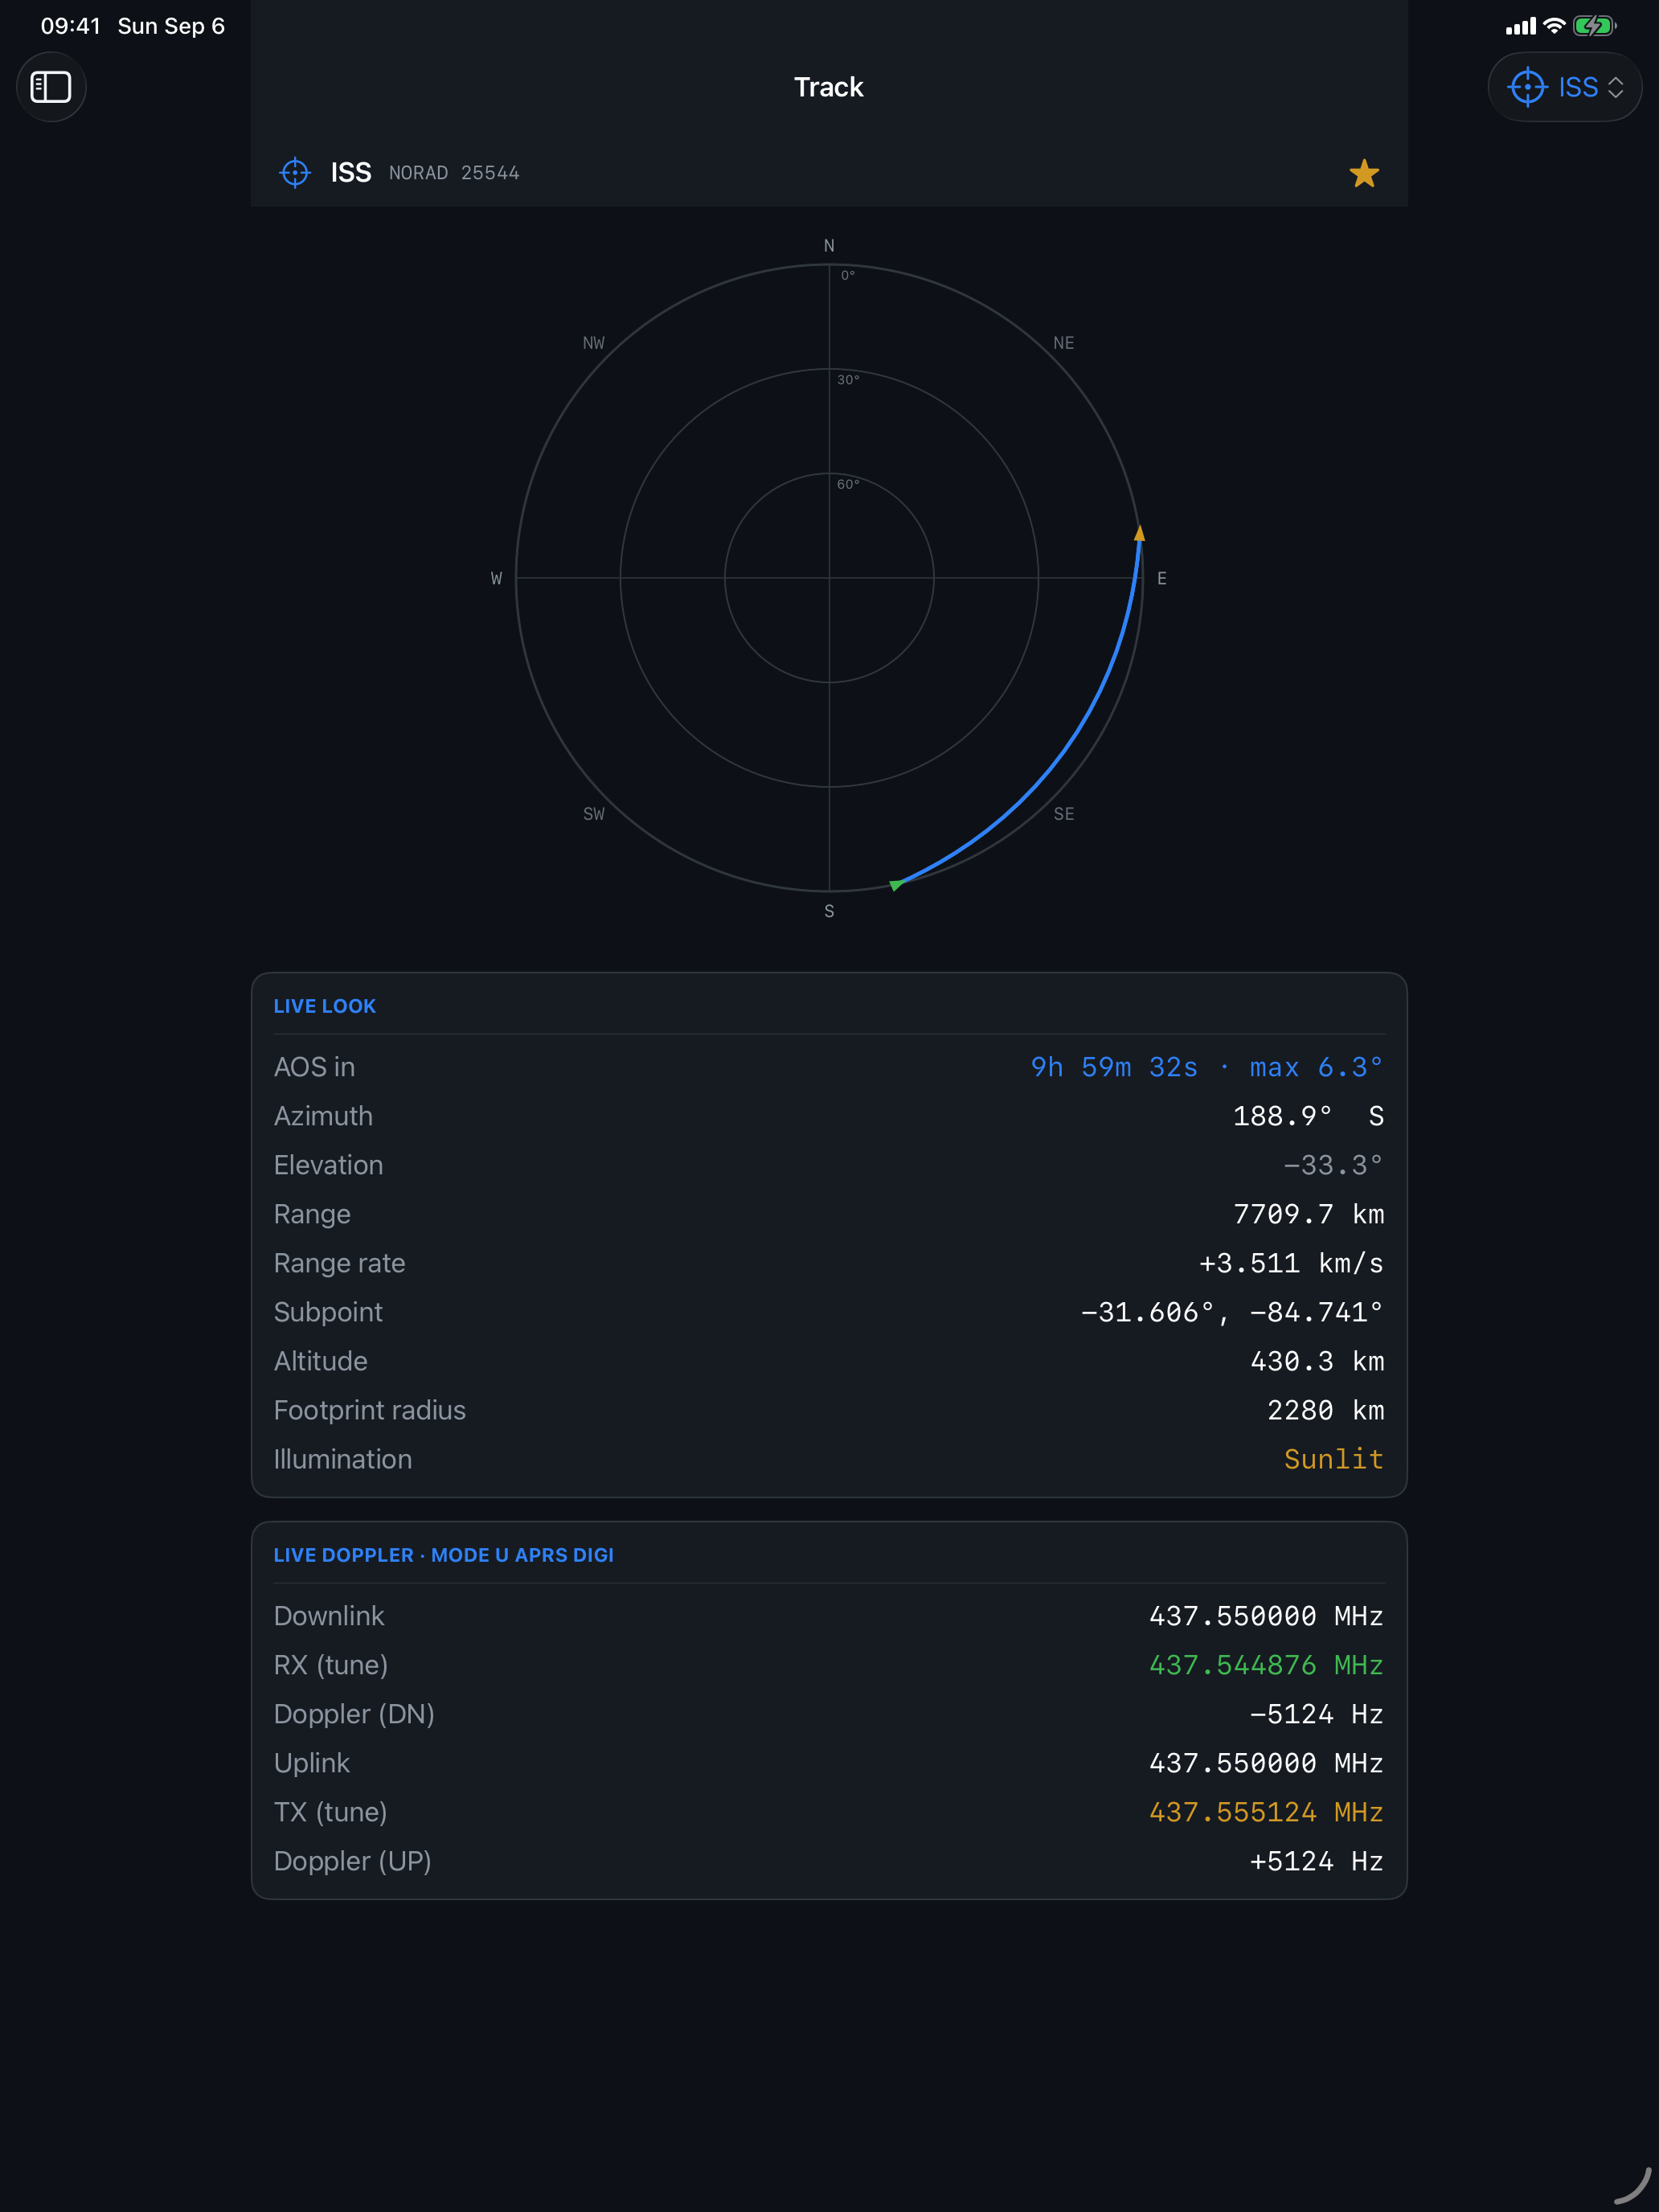 09:41 Sun Sep 6
Track
ISS
ISS NORAD 25544
N
0°
NW NE
30°
60°
W E
SW SE
S
LIVE LOOK
AOS in 9h 59m 32s · max 6.3°
Azimuth 188.9° S
Elevation −33.3°
Range 7709.7 km
Range rate +3.511 km/s
Subpoint −31.606°, −84.741°
Altitude 430.3 km
Footprint radius 2280 km
Illumination Sunlit
LIVE DOPPLER · MODE U APRS DIGI
Downlink 437.550000 MHz
RX (tune) 437.544876 MHz
Doppler (DN) −5124 Hz
Uplink 437.550000 MHz
TX (tune) 437.555124 MHz
Doppler (UP) +5124 Hz